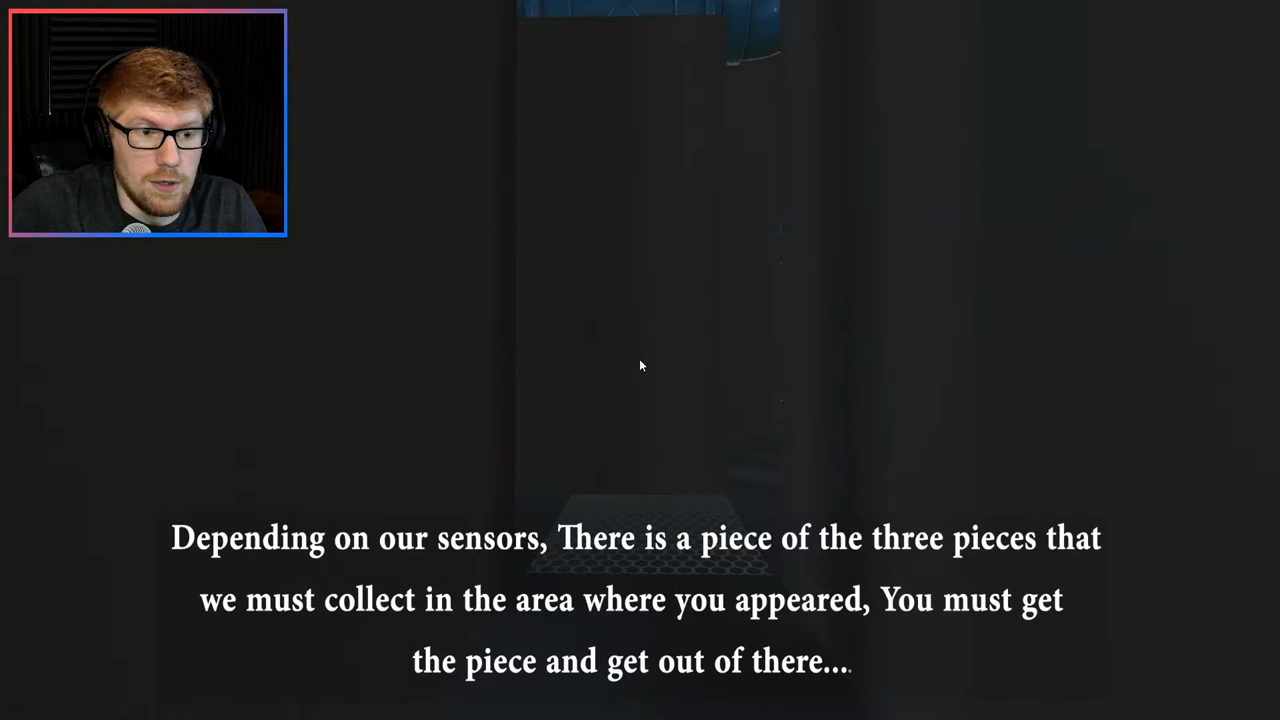 Depending on our sensors, There is a piece of the three pieces that
we must collect in the area where you appeared, You must get
the piece and get out of there....